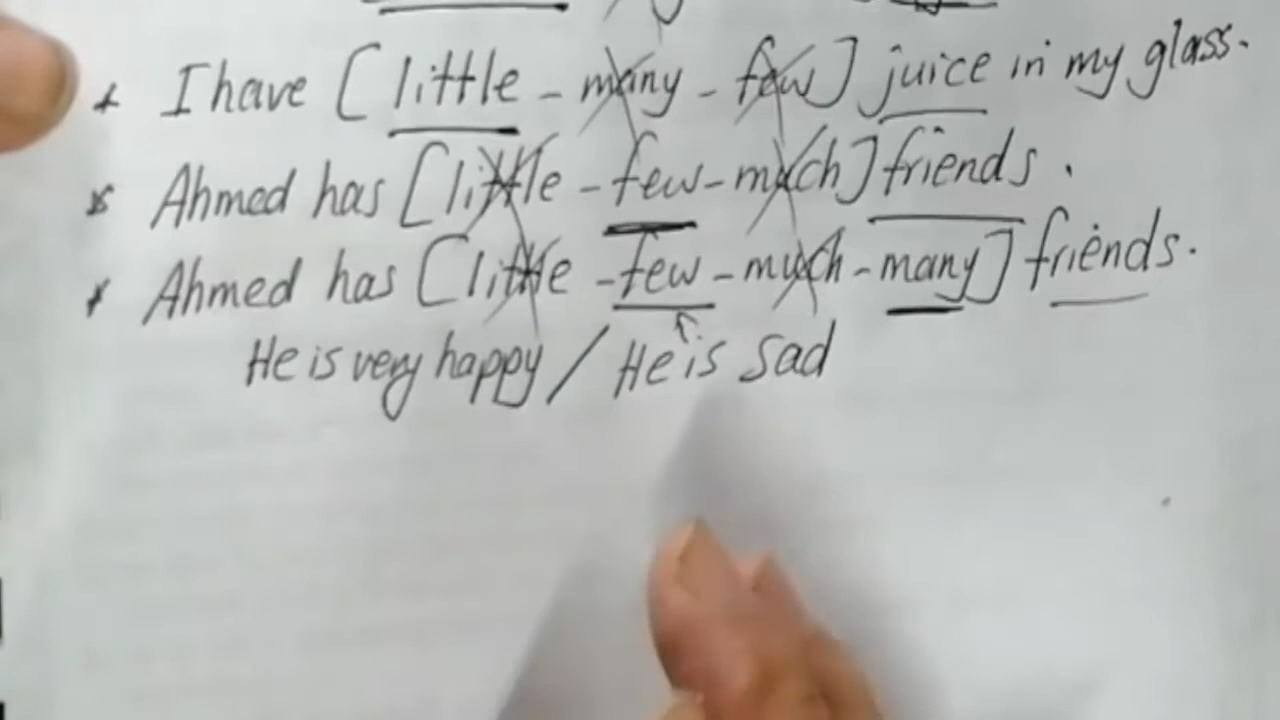 I have [little - many - few] juice in my glass.
Ahmed has [little - few - much] friends.
Ahmed has [little - few - much - many] friends.
He is very happy / He is sad